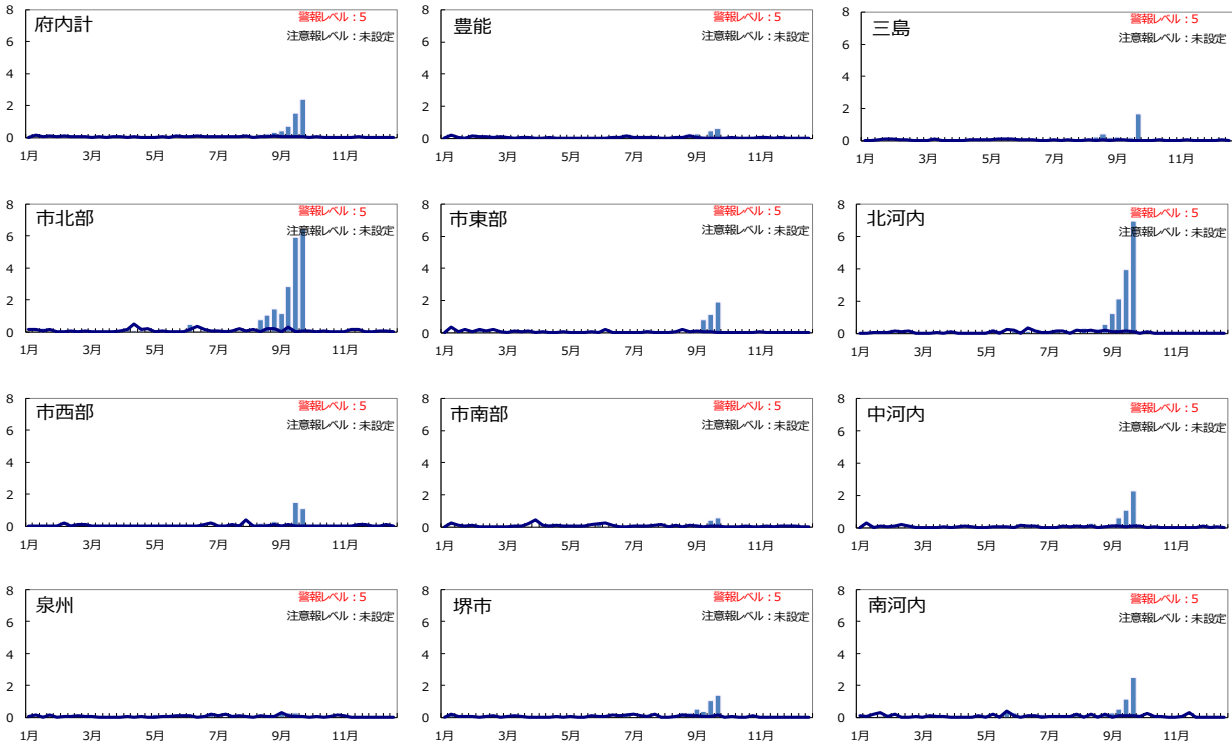 府内計
警報レベル：5
注意報レベル：未設定
8
6
4
2
0
1月 3月 5月 7月 9月 11月
豊能
警報レベル：5
注意報レベル：未設定
8
6
4
2
0
1月 3月 5月 7月 9月 11月
三島
警報レベル：5
注意報レベル：未設定
8
6
4
2
0
1月 3月 5月 7月 9月 11月
市北部
警報レベル：5
注意報レベル：未設定
8
6
4
2
0
1月 3月 5月 7月 9月 11月
市東部
警報レベル：5
注意報レベル：未設定
8
6
4
2
0
1月 3月 5月 7月 9月 11月
北河内
警報レベル：5
注意報レベル：未設定
8
6
4
2
0
1月 3月 5月 7月 9月 11月
市西部
警報レベル：5
注意報レベル：未設定
8
6
4
2
0
1月 3月 5月 7月 9月 11月
市南部
警報レベル：5
注意報レベル：未設定
8
6
4
2
0
1月 3月 5月 7月 9月 11月
中河内
警報レベル：5
注意報レベル：未設定
8
6
4
2
0
1月 3月 5月 7月 9月 11月
泉州
警報レベル：5
注意報レベル：未設定
8
6
4
2
0
1月 3月 5月 7月 9月 11月
堺市
警報レベル：5
注意報レベル：未設定
8
6
4
2
0
1月 3月 5月 7月 9月 11月
南河内
警報レベル：5
注意報レベル：未設定
8
6
4
2
0
1月 3月 5月 7月 9月 11月